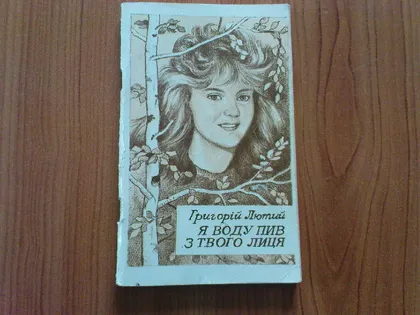 Григорій Лютий
Я ВОДУ ПИВ
З ТВОГО ЛИЦЯ